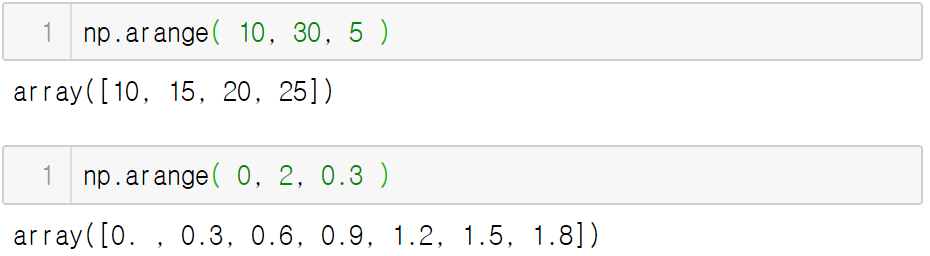 1 np.arange( 10, 30, 5 )
array([10, 15, 20, 25])
1 np.arange( 0, 2, 0.3 )
array([0. , 0.3, 0.6, 0.9, 1.2, 1.5, 1.8])